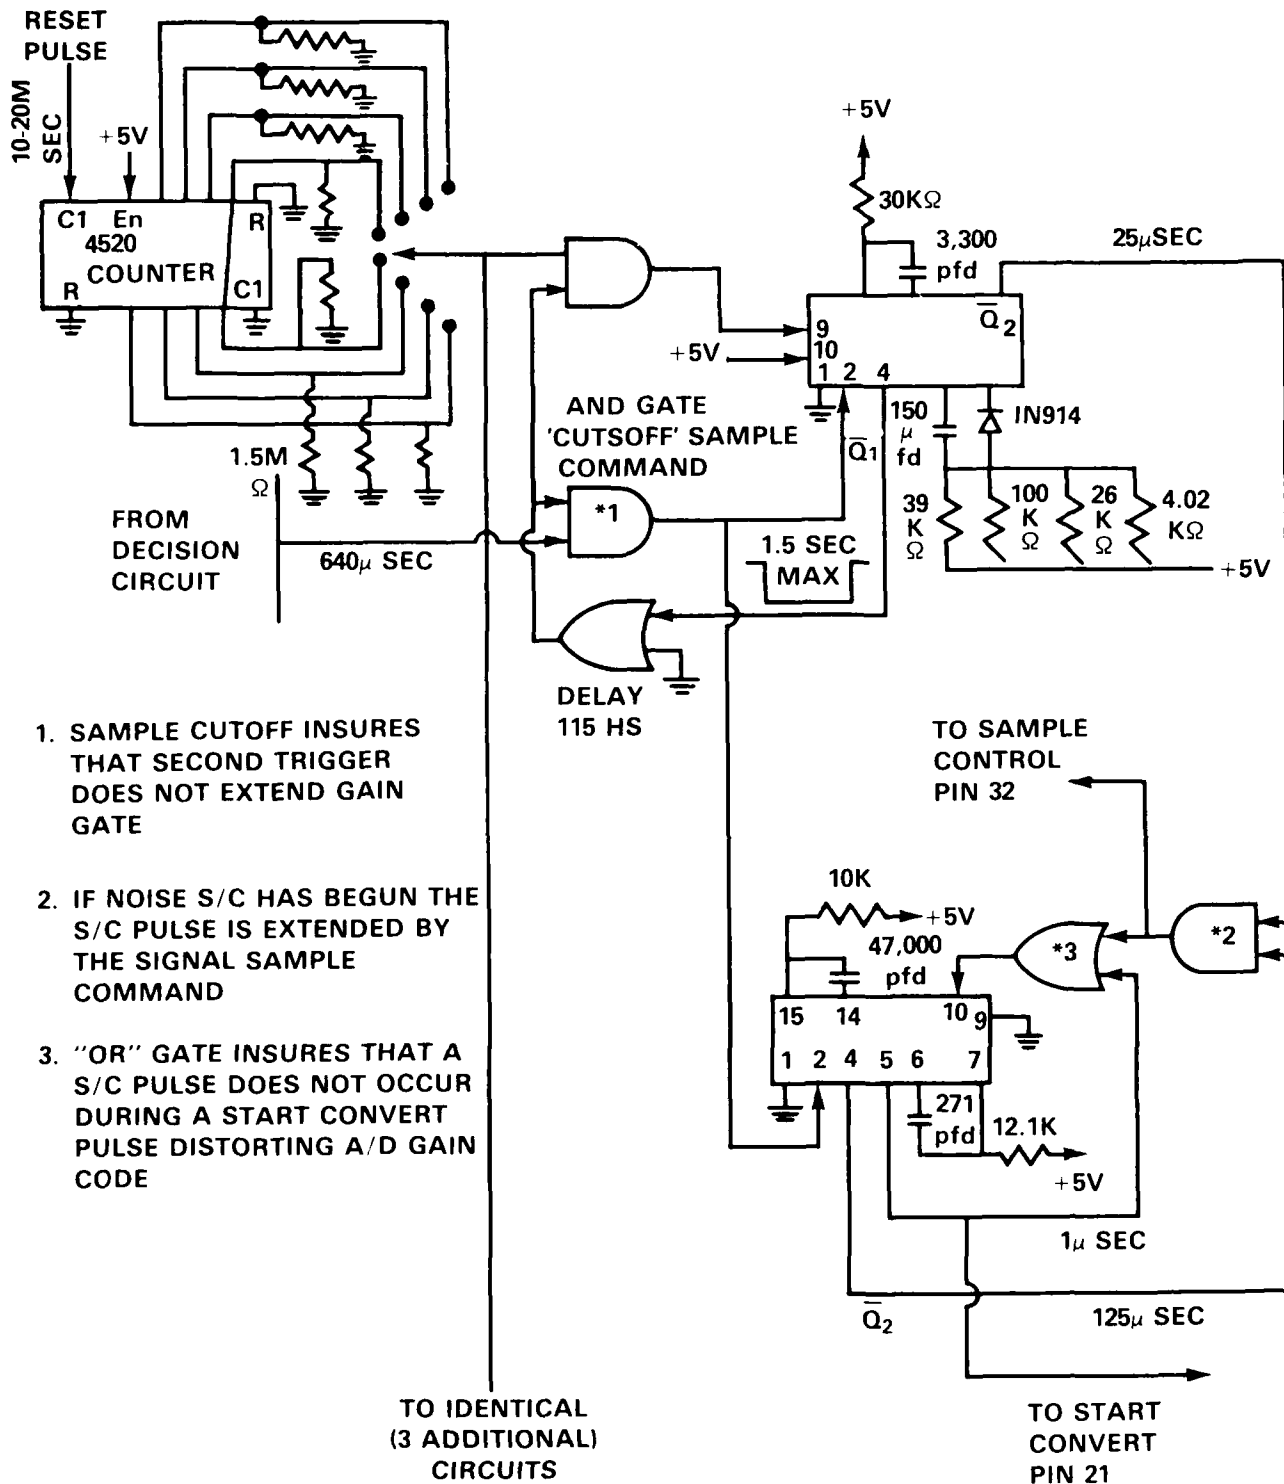 RESET
PULSE
10-20M
SEC
+5V
C1 En R
4520
COUNTER
R C1
1.5M
Ω
FROM
DECISION
CIRCUIT
640μ SEC
AND GATE
'CUTSOFF' SAMPLE
COMMAND
*1
DELAY
115 HS
+5V
30KΩ
3,300
pfd
25μSEC
Q̅2
9
10
+5V
1 2 4
Q̅1
150
μ
fd
IN914
39
K
Ω
100
K
Ω
26
K
Ω
4.02
KΩ
+5V
1.5 SEC
MAX
1. SAMPLE CUTOFF INSURES
THAT SECOND TRIGGER
DOES NOT EXTEND GAIN
GATE
2. IF NOISE S/C HAS BEGUN THE
S/C PULSE IS EXTENDED BY
THE SIGNAL SAMPLE
COMMAND
3. "OR" GATE INSURES THAT A
S/C PULSE DOES NOT OCCUR
DURING A START CONVERT
PULSE DISTORTING A/D GAIN
CODE
TO SAMPLE
CONTROL
PIN 32
10K
+5V
47,000
pfd
*3
*2
15 14 10 9
1 2 4 5 6 7
271
pfd
12.1K
+5V
1μ SEC
Q̅2
125μ SEC
TO IDENTICAL
(3 ADDITIONAL)
CIRCUITS
TO START
CONVERT
PIN 21